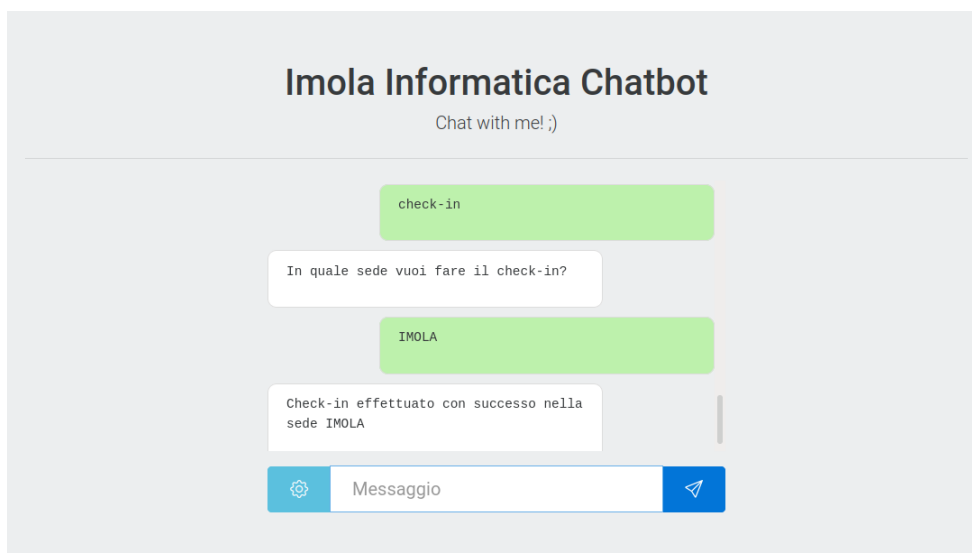 Imola Informatica Chatbot
Chat with me! ;)
check-in
In quale sede vuoi fare il check-in?
IMOLA
Check-in effettuato con successo nella
sede IMOLA
Messaggio